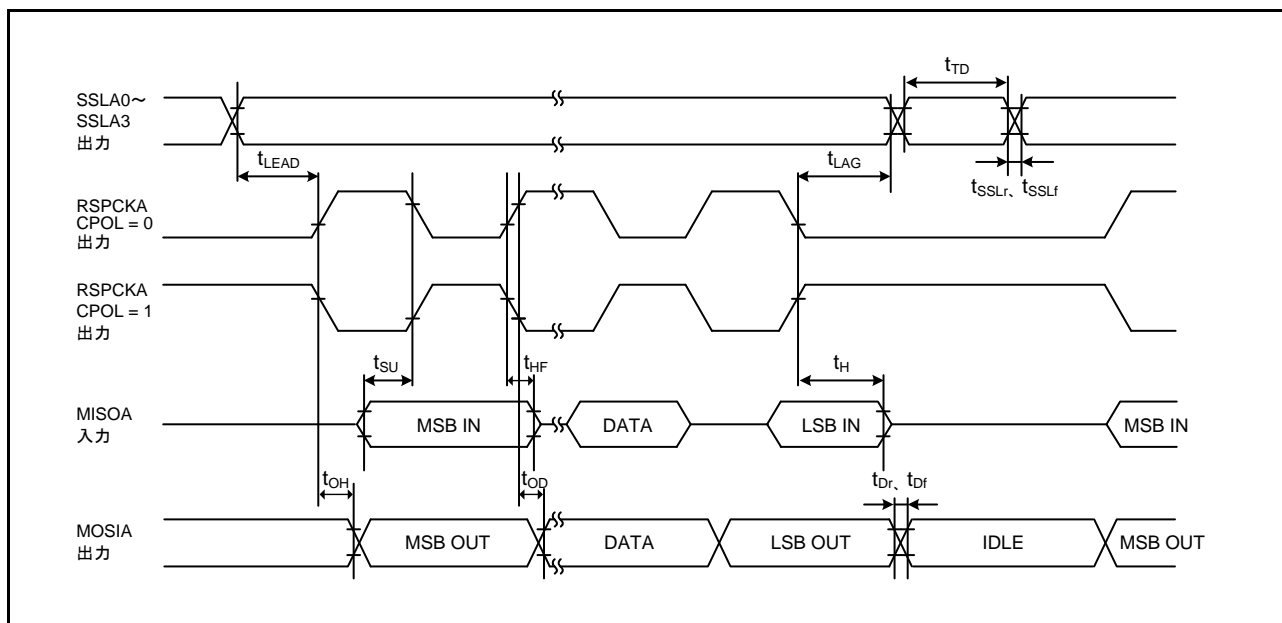 SSLA0～
SSLA3
出力
tTD
tLEAD
tLAG
tSSLr、tSSLf
RSPCKA
CPOL = 0
出力
RSPCKA
CPOL = 1
出力
tSU
tHF
tH
MISOA
入力
MSB IN
DATA
LSB IN
MSB IN
tOH
tOD
tDr、tDf
MOSIA
出力
MSB OUT
DATA
LSB OUT
IDLE
MSB OUT